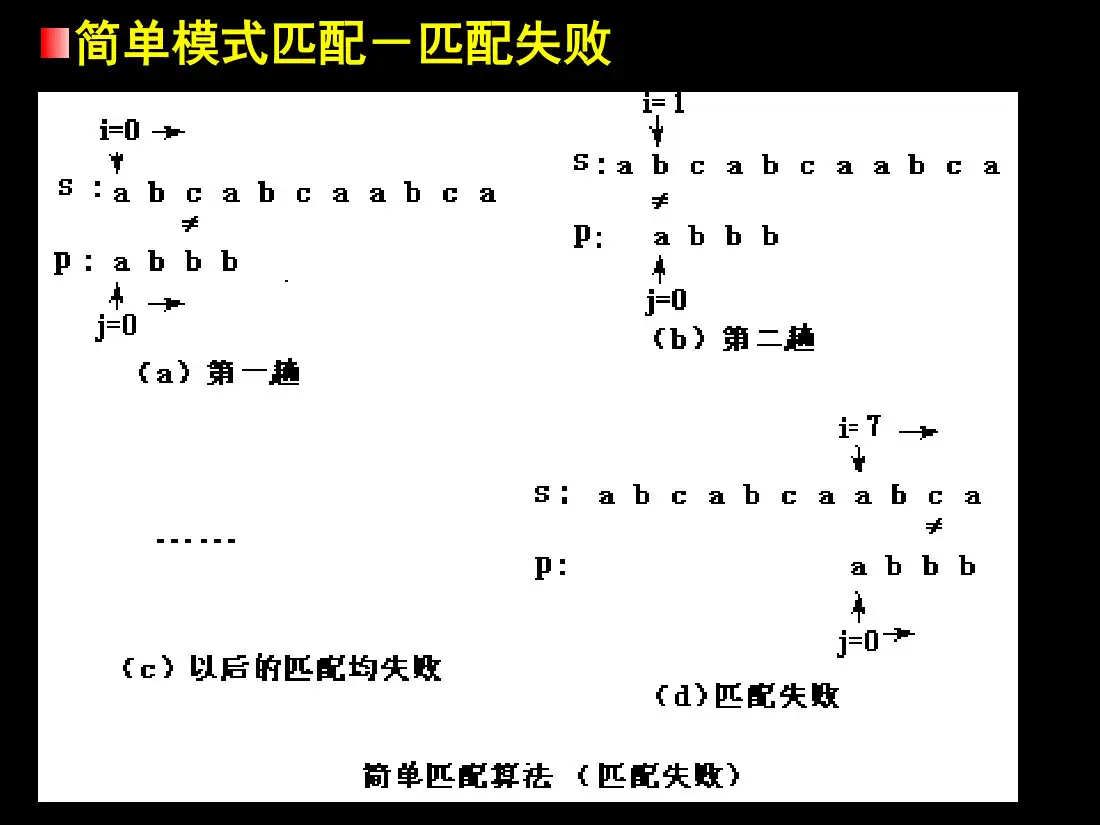 简单模式匹配－匹配失败
i=0
s : a b c a b c a a b c a
≠
p : a b b b
j=0
(a) 第一趟
i=1
s: a b c a b c a a b c a
≠
p: a b b b
j=0
(b) 第二趟
......
(c) 以后的匹配均失败
i=7
s: a b c a b c a a b c a
≠
p: a b b b
j=0
(d) 匹配失败
简单匹配算法 (匹配失败)